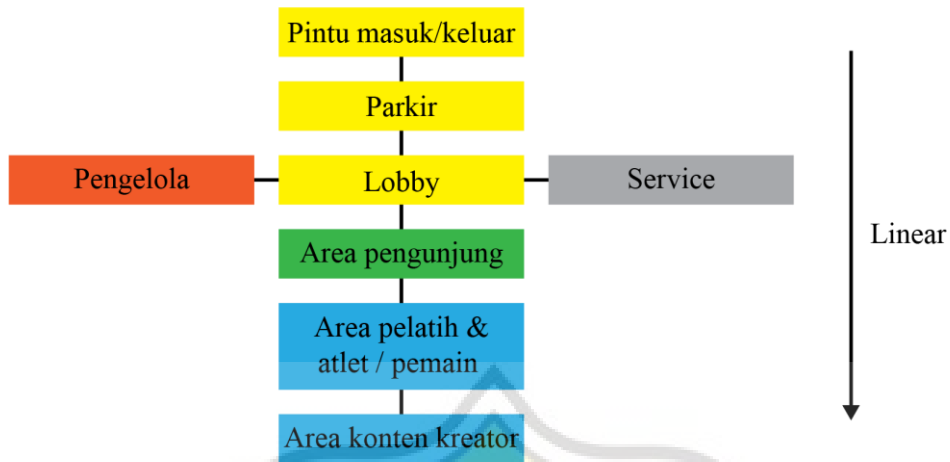 Pintu masuk/keluar
Parkir
Pengelola
Lobby
Service
Linear
Area pengunjung
Area pelatih &
atlet / pemain
Area konten kreator